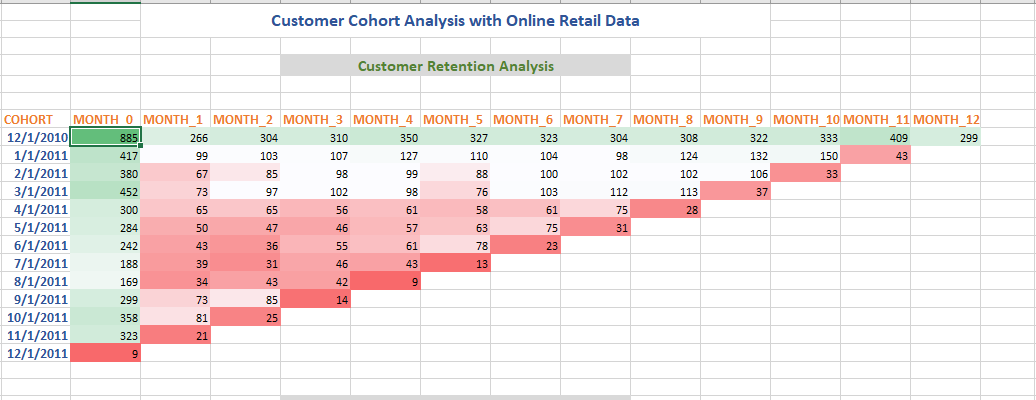 Customer Cohort Analysis with Online Retail Data
Customer Retention Analysis
COHORT MONTH_0 MONTH_1 MONTH_2 MONTH_3 MONTH_4 MONTH_5 MONTH_6 MONTH_7 MONTH_8 MONTH_9 MONTH_10 MONTH_11 MONTH_12
12/1/2010 885 266 304 310 350 327 323 304 308 322 333 409 299
1/1/2011 417 99 103 107 127 110 104 98 124 132 150 43
2/1/2011 380 67 85 98 99 88 100 102 102 106 33
3/1/2011 452 73 97 102 98 76 103 112 113 37
4/1/2011 300 65 65 56 61 58 61 75 28
5/1/2011 284 50 47 46 57 63 75 31
6/1/2011 242 43 36 55 61 78 23
7/1/2011 188 39 31 46 43 13
8/1/2011 169 34 43 42 9
9/1/2011 299 73 85 14
10/1/2011 358 81 25
11/1/2011 323 21
12/1/2011 9